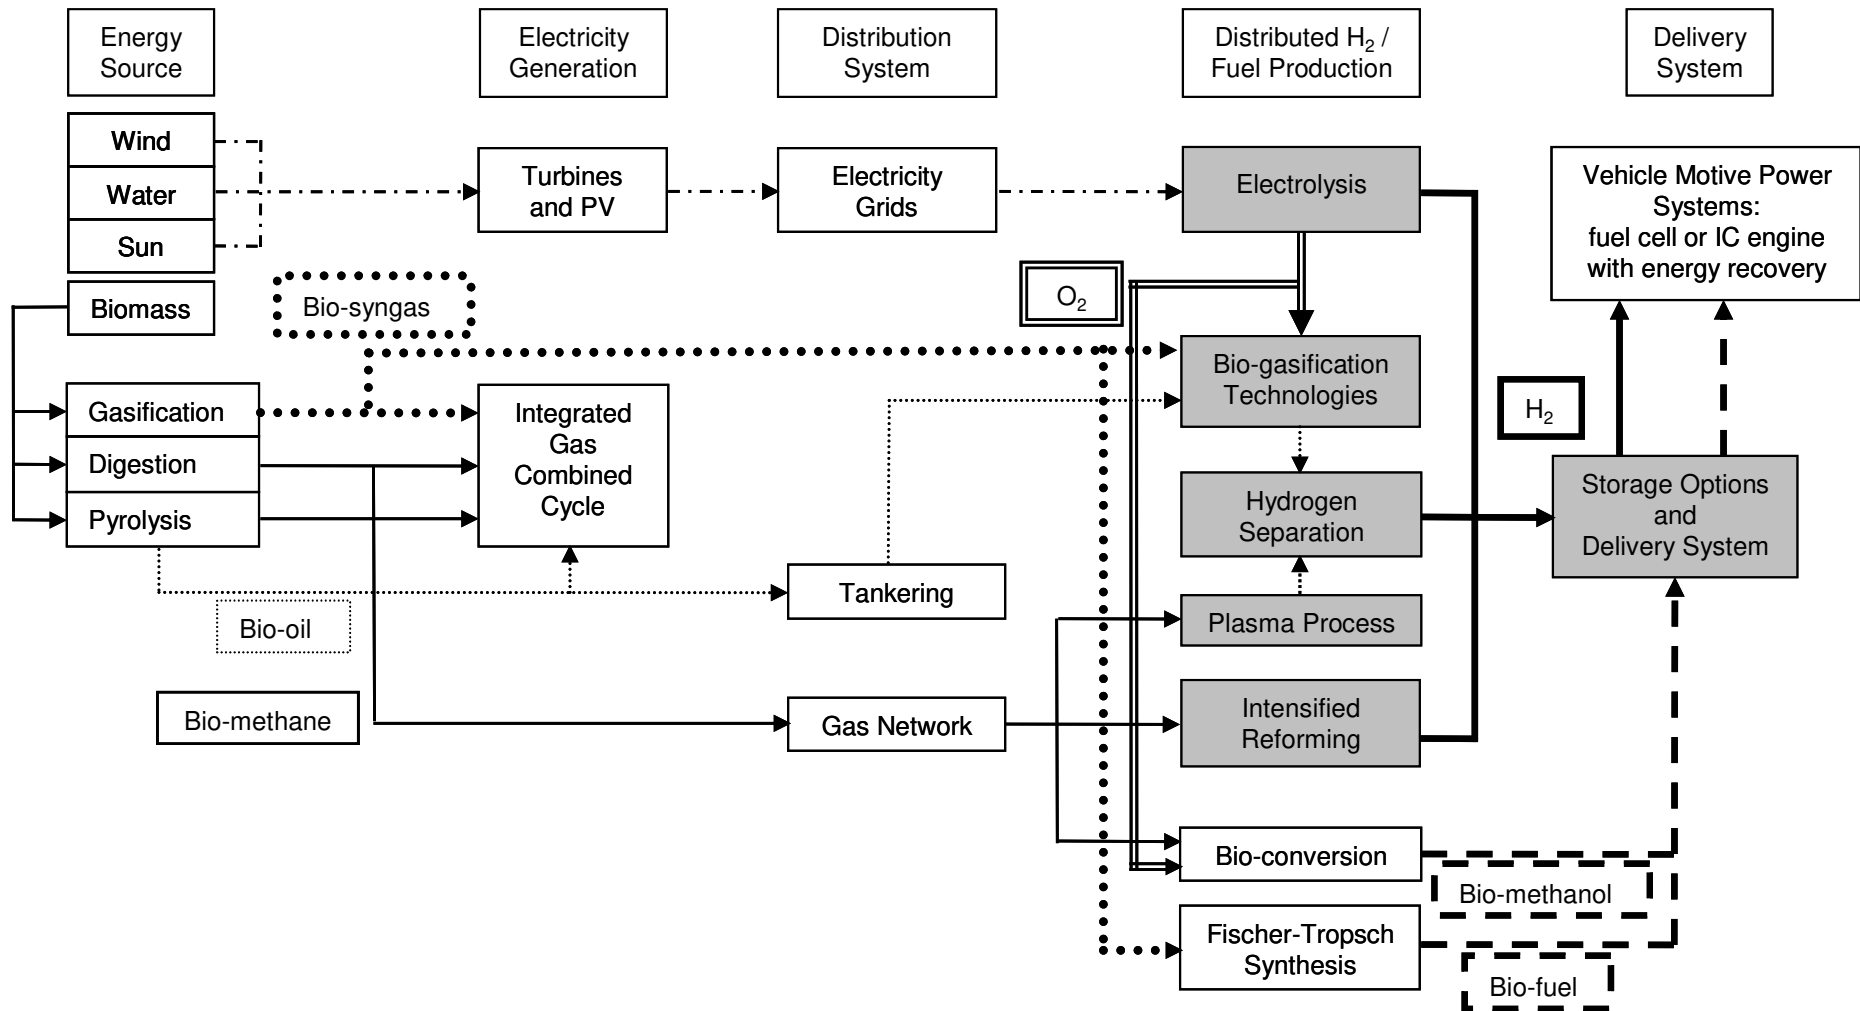 Energy
Source
Electricity
Generation
Distribution
System
Distributed H₂ /
Fuel Production
Delivery
System
Wind
Water
Sun
Biomass
Turbines
and PV
Electricity
Grids
Electrolysis
Vehicle Motive Power
Systems:
fuel cell or IC engine
with energy recovery
Bio-syngas
O₂
Gasification
Digestion
Pyrolysis
Integrated
Gas
Combined
Cycle
Bio-gasification
Technologies
H₂
Hydrogen
Separation
Storage Options
and
Delivery System
Tankering
Plasma Process
Bio-oil
Bio-methane
Gas Network
Intensified
Reforming
Bio-conversion
Bio-methanol
Fischer-Tropsch
Synthesis
Bio-fuel